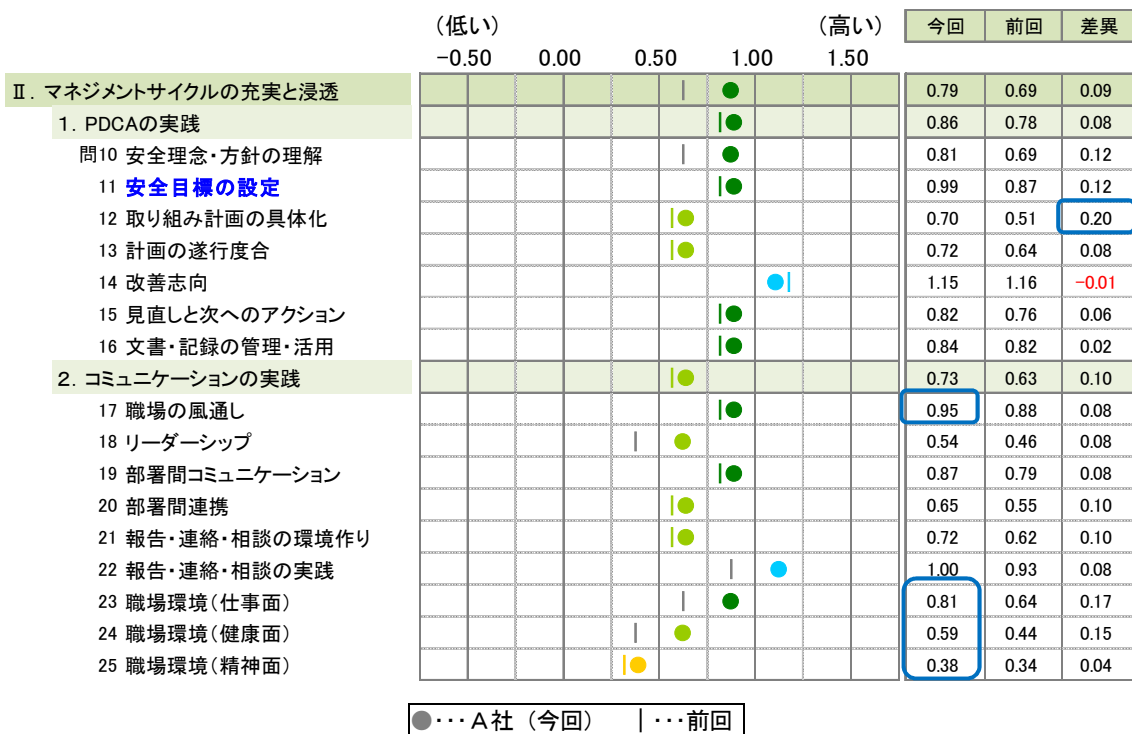 (低い) (高い) 今回 前回 差異
-0.50 0.00 0.50 1.00 1.50
Ⅱ. マネジメントサイクルの充実と浸透 0.79 0.69 0.09
1. PDCAの実践 0.86 0.78 0.08
問10 安全理念・方針の理解 0.81 0.69 0.12
11 安全目標の設定 0.99 0.87 0.12
12 取り組み計画の具体化 0.70 0.51 0.20
13 計画の遂行度合 0.72 0.64 0.08
14 改善志向 1.15 1.16 -0.01
15 見直しと次へのアクション 0.82 0.76 0.06
16 文書・記録の管理・活用 0.84 0.82 0.02
2. コミュニケーションの実践 0.73 0.63 0.10
17 職場の風通し 0.95 0.88 0.08
18 リーダーシップ 0.54 0.46 0.08
19 部署間コミュニケーション 0.87 0.79 0.08
20 部署間連携 0.65 0.55 0.10
21 報告・連絡・相談の環境作り 0.72 0.62 0.10
22 報告・連絡・相談の実践 1.00 0.93 0.08
23 職場環境(仕事面) 0.81 0.64 0.17
24 職場環境(健康面) 0.59 0.44 0.15
25 職場環境(精神面) 0.38 0.34 0.04
●・・・A社 (今回) |・・・前回